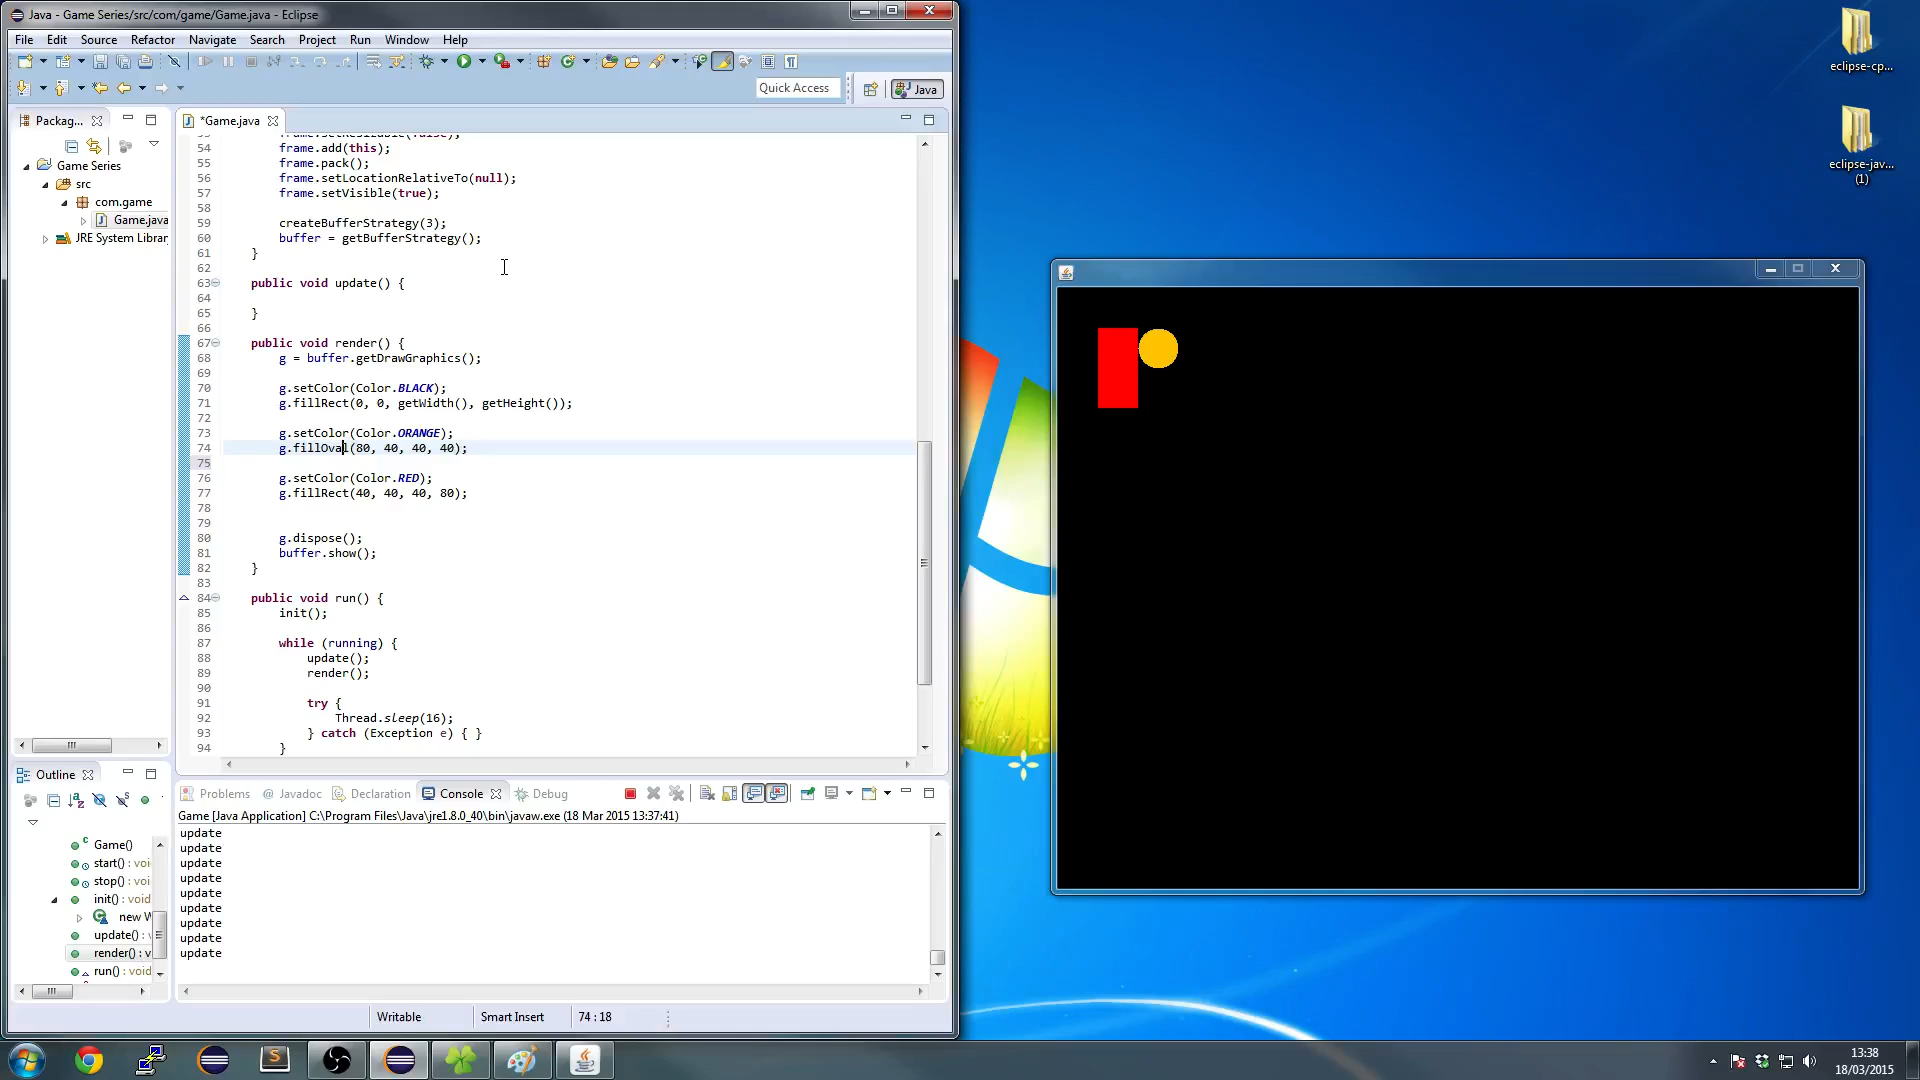 Java - Game Series/src/com/game/Game.java - Eclipse
File Edit Source Refactor Navigate Search Project Run Window Help
Quick Access
Java
Packag...
*Game.java
Game Series
src
com.game
Game.java
JRE System Librar
54 frame.add(this);
55 frame.pack();
56 frame.setLocationRelativeTo(null);
57 frame.setVisible(true);
58
59 createBufferStrategy(3);
60 buffer = getBufferStrategy();
61 }
62
63 public void update() {
64
65 }
66
67 public void render() {
68 g = buffer.getDrawGraphics();
69
70 g.setColor(Color.BLACK);
71 g.fillRect(0, 0, getWidth(), getHeight());
72
73 g.setColor(Color.ORANGE);
74 g.fillOval(80, 40, 40, 40);
75
76 g.setColor(Color.RED);
77 g.fillRect(40, 40, 40, 80);
78
79
80 g.dispose();
81 buffer.show();
82 }
83
84 public void run() {
85 init();
86
87 while (running) {
88 update();
89 render();
90
91 try {
92 Thread.sleep(16);
93 } catch (Exception e) { }
94 }
Outline
Game()
start() : voi
stop() : voi
init() : void
new W
update() : v
render() : v
run() : void
Problems @ Javadoc Declaration Console Debug
Game [Java Application] C:\Program Files\Java\jre1.8.0_40\bin\javaw.exe (18 Mar 2015 13:37:41)
update
update
update
update
update
update
update
update
update
Writable Smart Insert 74 : 18
eclipse-cp...
eclipse-jav...
(1)
13:38
18/03/2015